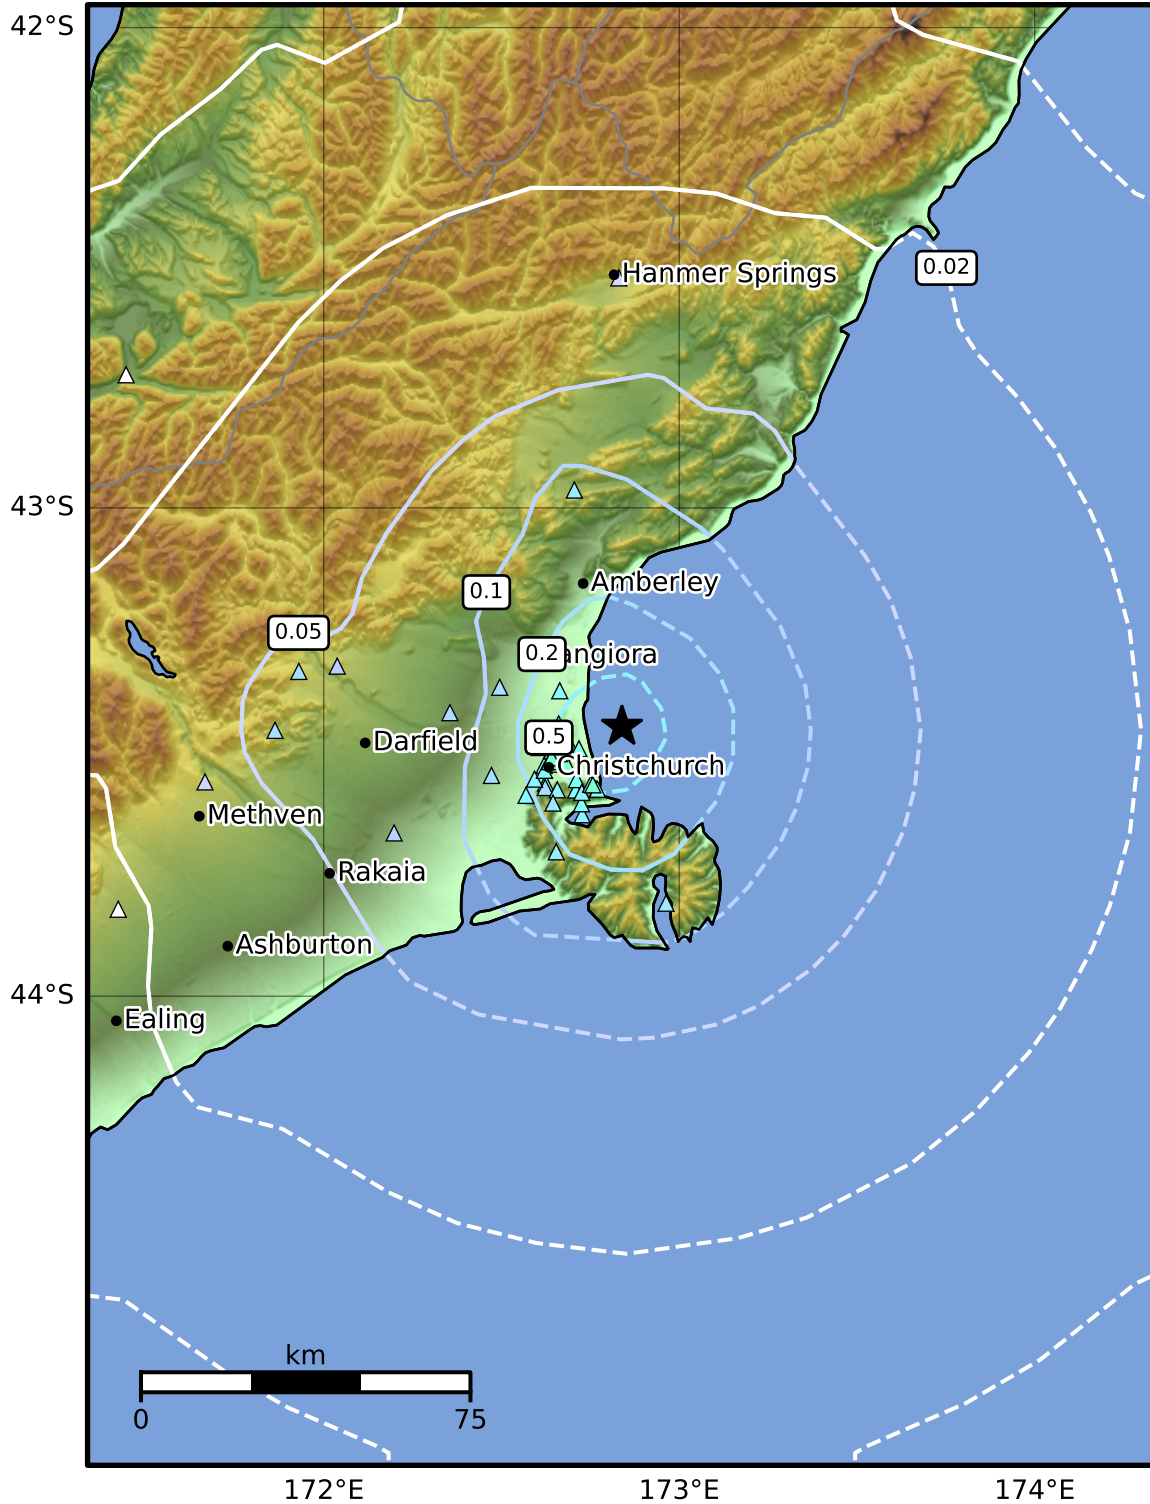 42°S
0.02
Hanmer Springs
43°S
Amberley
0.1
0.05
0.2
angiora
0.5
Darfield
Christchurch
Methven
Rakaia
Ashburton
44°S
Ealing
km
0 75
172°E 173°E 174°E